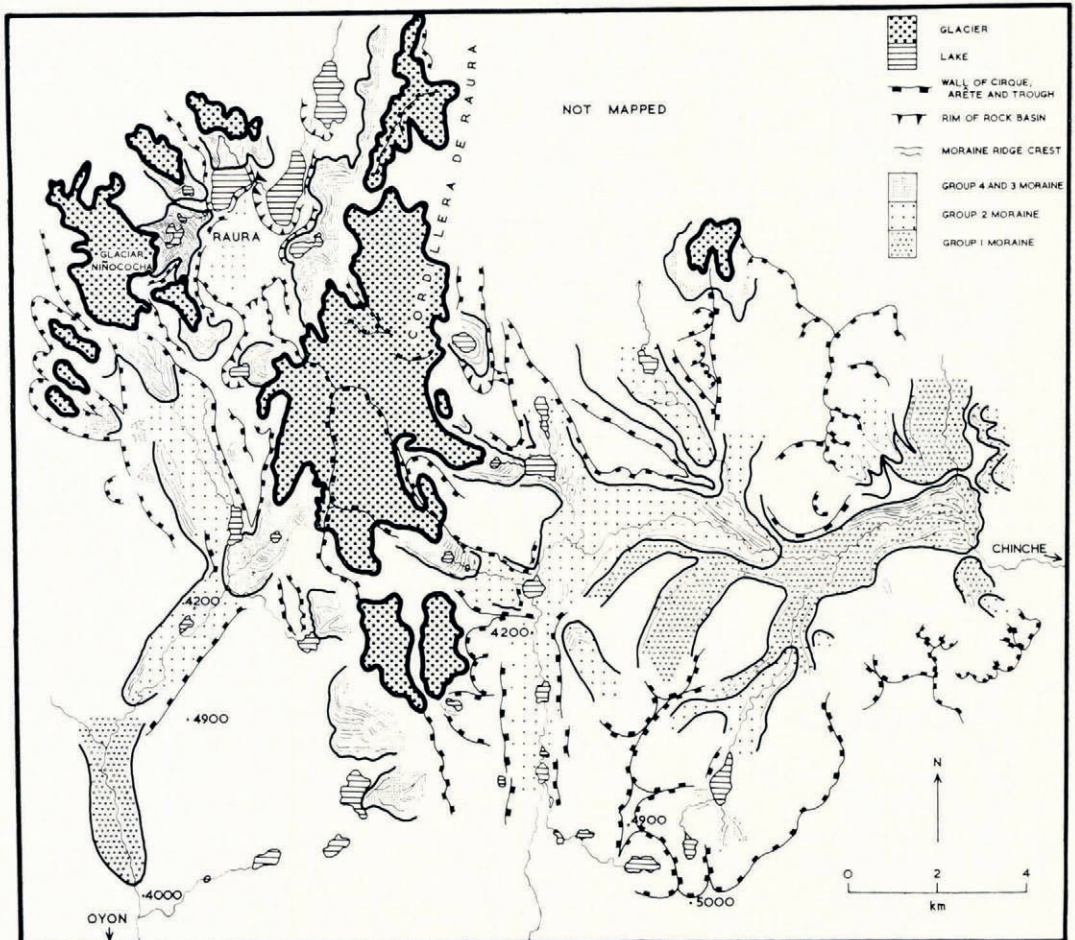 GLACIER
LAKE
WALL OF CIRQUE,
ARÊTE AND TROUGH
RIM OF ROCK BASIN
MORAINE RIDGE CREST
GROUP 4 AND 3 MORAINE
GROUP 2 MORAINE
GROUP 1 MORAINE
NOT MAPPED
CORDILLERA DE RAURA
RAURA
GLACIAR
NIÑOCOCHA
CHINCHE
.4200
4200.
.4900
.4900
N
0 2 4
km
.4000
.5000
OYON